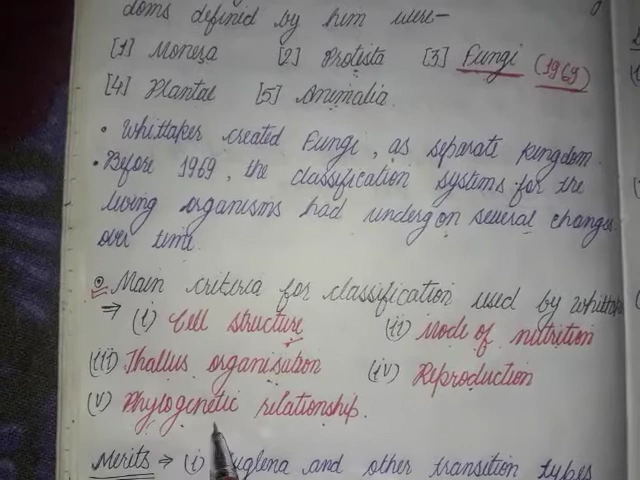 doms defined by him were-
[1] Monera [2] Protista [3] Fungi (1969)
[4] Plantae [5] Animalia
• Whittaker created Fungi, as separate kingdom.
• Before 1969, the classification systems for the
living organisms had undergon several changes
over time.
Main criteria for classification used by Whittaker
⇒ (i) Cell structure (ii) Mode of nutrition
(iii) Thallus organisation (iv) Reproduction
(v) Phylogenetic relationship.
Merits → (i) Euglena and other transition types